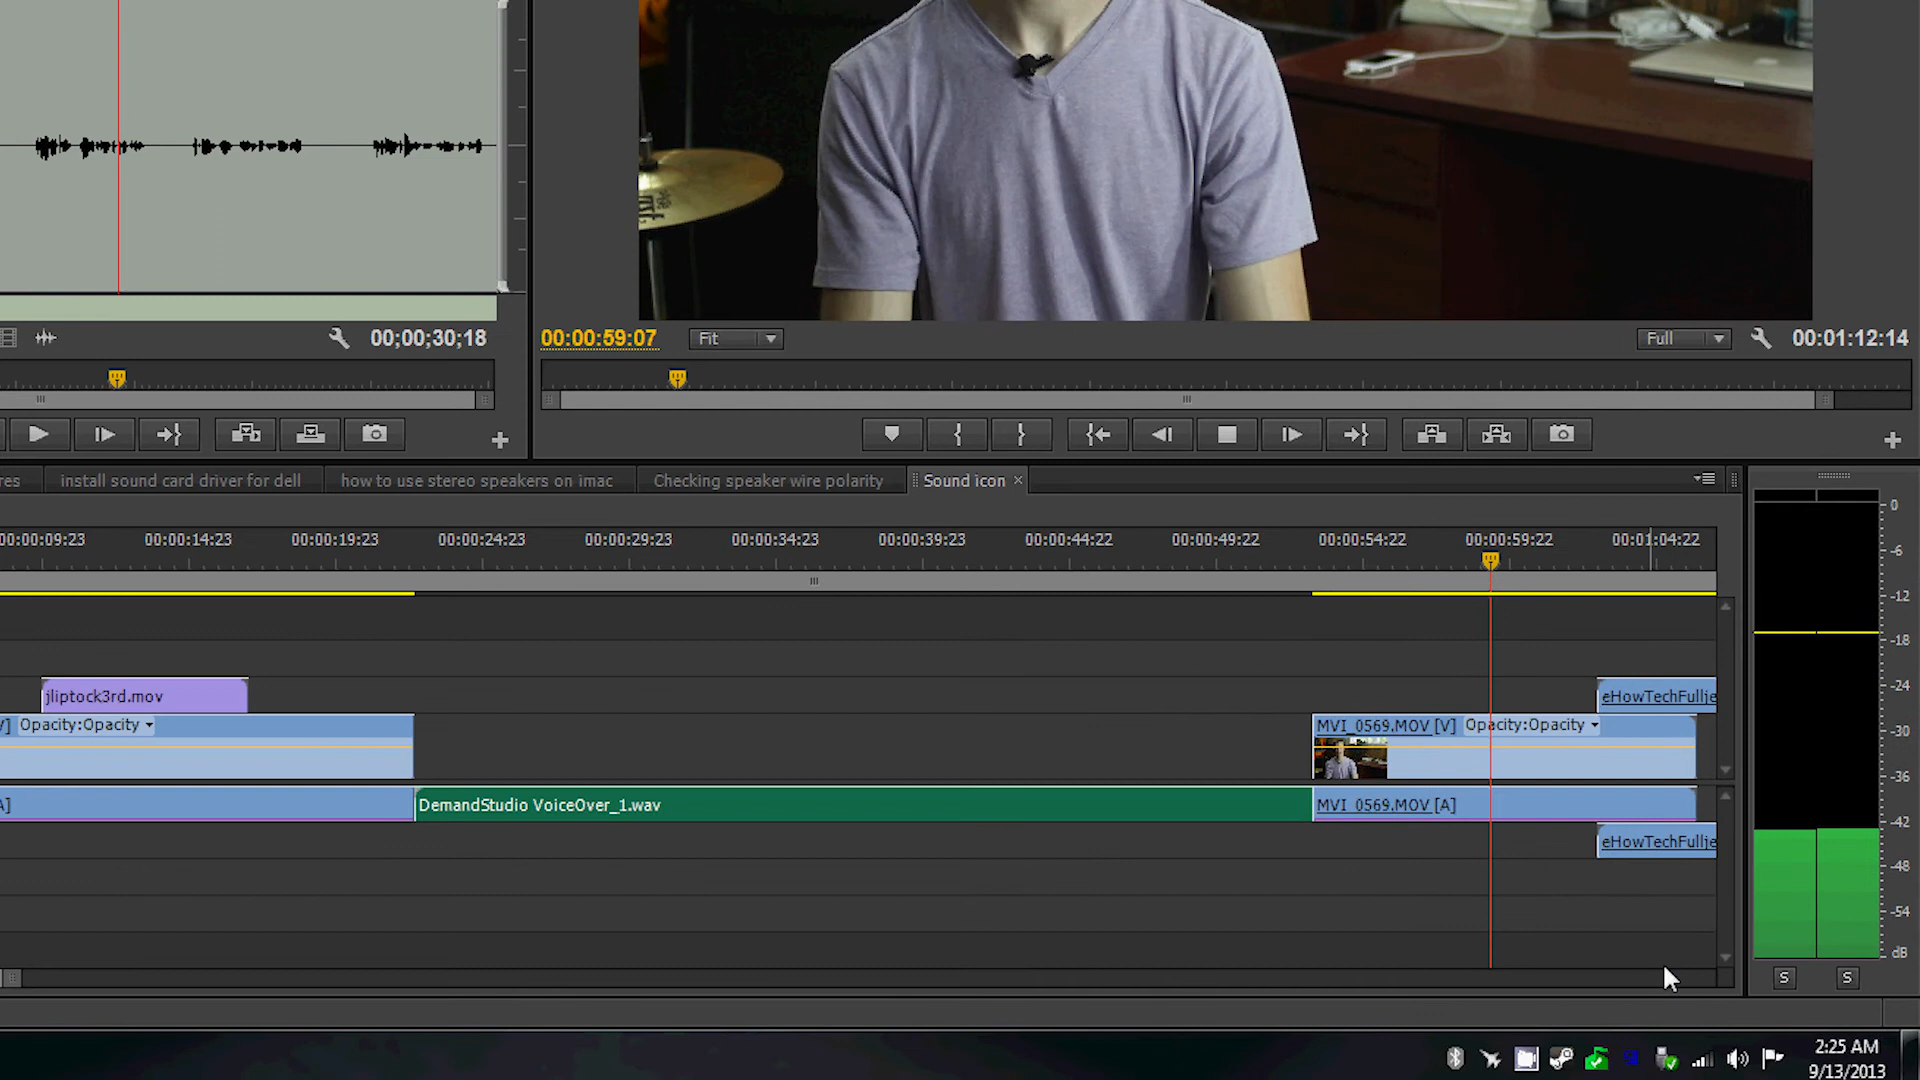 00;00;30;18
00:00:59:07
Fit
Full
00:01:12:14
res
install sound card driver for dell
how to use stereo speakers on imac
Checking speaker wire polarity
Sound icon
00:00:09:23
00:00:14:23
00:00:19:23
00:00:24:23
00:00:29:23
00:00:34:23
00:00:39:23
00:00:44:22
00:00:49:22
00:00:54:22
00:00:59:22
00:01:04:22
0
-6
-12
-18
-24
-30
-36
-42
-48
-54
dB
jliptock3rd.mov
eHowTechFullje
V] Opacity:Opacity
MVI_0569.MOV [V] Opacity:Opacity
A]
DemandStudio VoiceOver_1.wav
MVI_0569.MOV [A]
eHowTechFullje
S
S
2:25 AM
9/13/2013